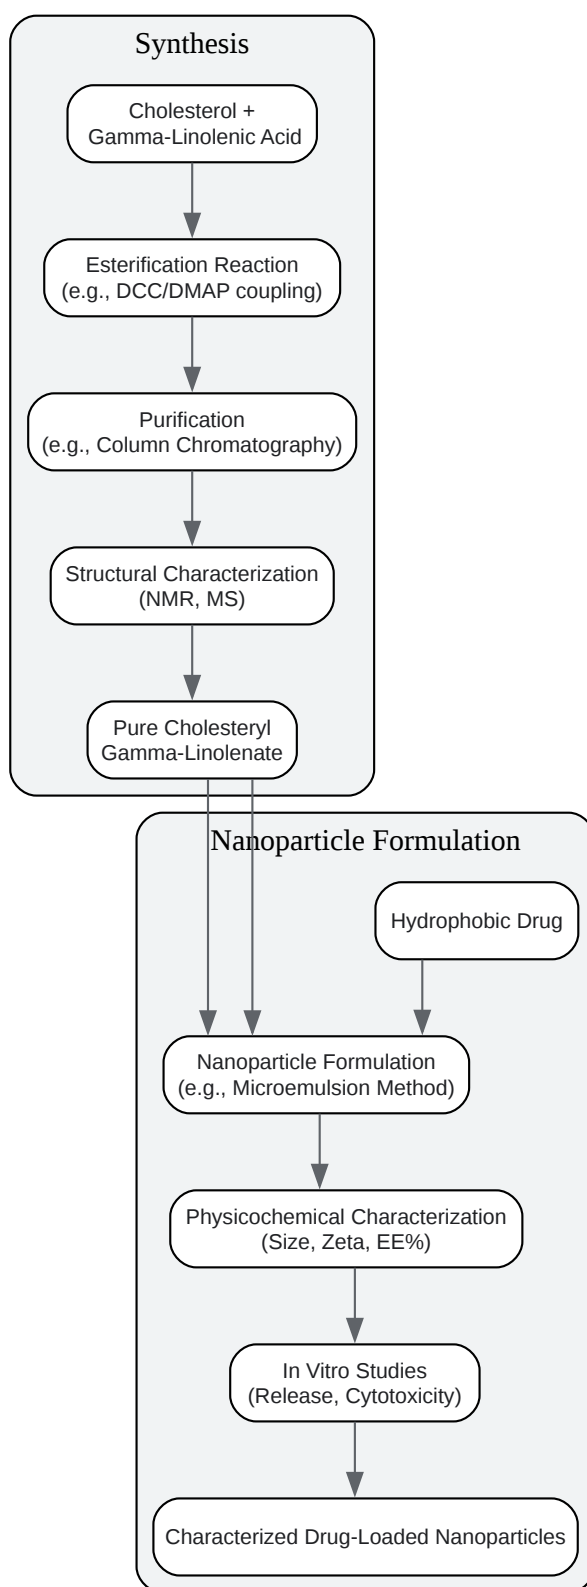 Synthesis
Cholesterol +
Gamma-Linolenic Acid
Esterification Reaction
(e.g., DCC/DMAP coupling)
Purification
(e.g., Column Chromatography)
Structural Characterization
(NMR, MS)
Pure Cholesteryl
Gamma-Linolenate
Nanoparticle Formulation
Hydrophobic Drug
Nanoparticle Formulation
(e.g., Microemulsion Method)
Physicochemical Characterization
(Size, Zeta, EE%)
In Vitro Studies
(Release, Cytotoxicity)
Characterized Drug-Loaded Nanoparticles